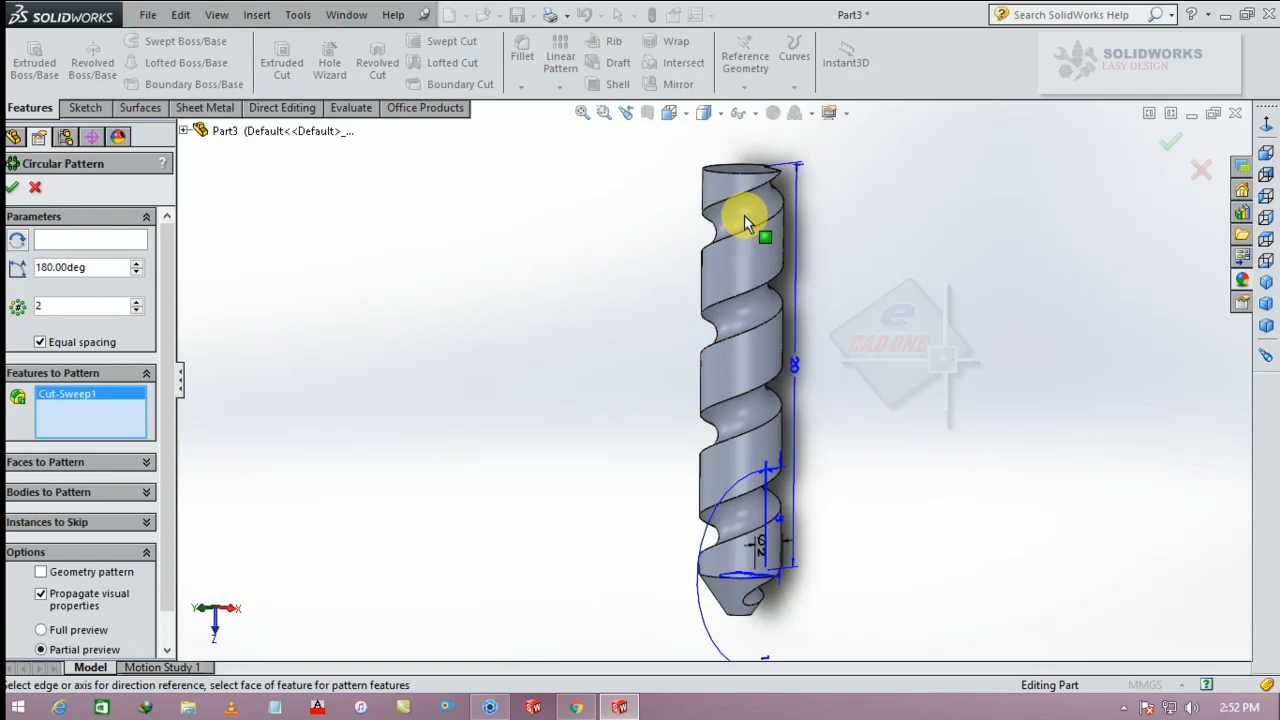 SOLIDWORKS File Edit View Insert Tools Window Help Part3 * Search SolidWorks Help
Extruded Boss/Base
Swept Boss/Base
Lofted Boss/Base
Boundary Boss/Base
Extruded Cut
Hole Wizard
Revolved Cut
Swept Cut
Lofted Cut
Boundary Cut
Fillet
Linear Pattern
Rib
Draft
Shell
Wrap
Intersect
Mirror
Reference Geometry
Curves
Instant3D
SOLIDWORKS
EASY DESIGN
Features Sketch Surfaces Sheet Metal Direct Editing Evaluate Office Products
Part3 (Default<<Default>_...
Circular Pattern ?
Parameters
180.00deg
2
Equal spacing
Features to Pattern
Cut-Sweep1
Faces to Pattern
Bodies to Pattern
Instances to Skip
Options
Geometry pattern
Propagate visual
properties
Full preview
Partial preview
20
e
CAD-ONE
Y X
Z
Model Motion Study 1
Select edge or axis for direction reference, select face of feature for pattern features Editing Part MMGS
2:52 PM